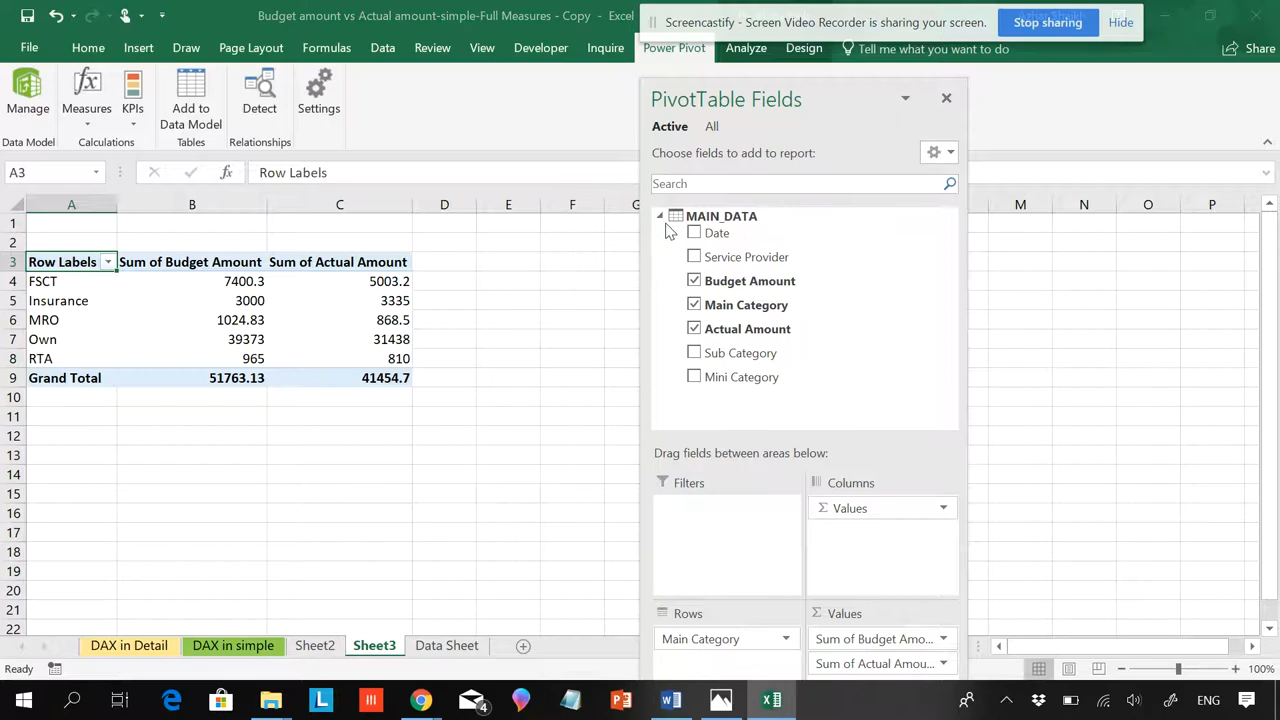 Budget amount vs Actual amount-simple-Full Measures - Copy - Excel
Screencastify - Screen Video Recorder is sharing your screen. Stop sharing Hide
File Home Insert Draw Page Layout Formulas Data Review View Developer Inquire Power Pivot Analyze Design Tell me what you want to do Share
Manage Measures KPIs Add to Data Model Detect Settings
Data Model Calculations Tables Relationships
A3 Row Labels
A B C D E F G M N O P
1
2
3 Row Labels Sum of Budget Amount Sum of Actual Amount
4 FSCT 7400.3 5003.2
5 Insurance 3000 3335
6 MRO 1024.83 868.5
7 Own 39373 31438
8 RTA 965 810
9 Grand Total 51763.13 41454.7
10
11
12
13
14
15
16
17
18
19
20
21
22
PivotTable Fields
Active All
Choose fields to add to report:
Search
MAIN_DATA
Date
Service Provider
Budget Amount
Main Category
Actual Amount
Sub Category
Mini Category
Drag fields between areas below:
Filters Columns
Σ Values
Rows Σ Values
Main Category Sum of Budget Amo...
Sum of Actual Amou...
DAX in Detail DAX in simple Sheet2 Sheet3 Data Sheet
Ready 100%
4 ENG